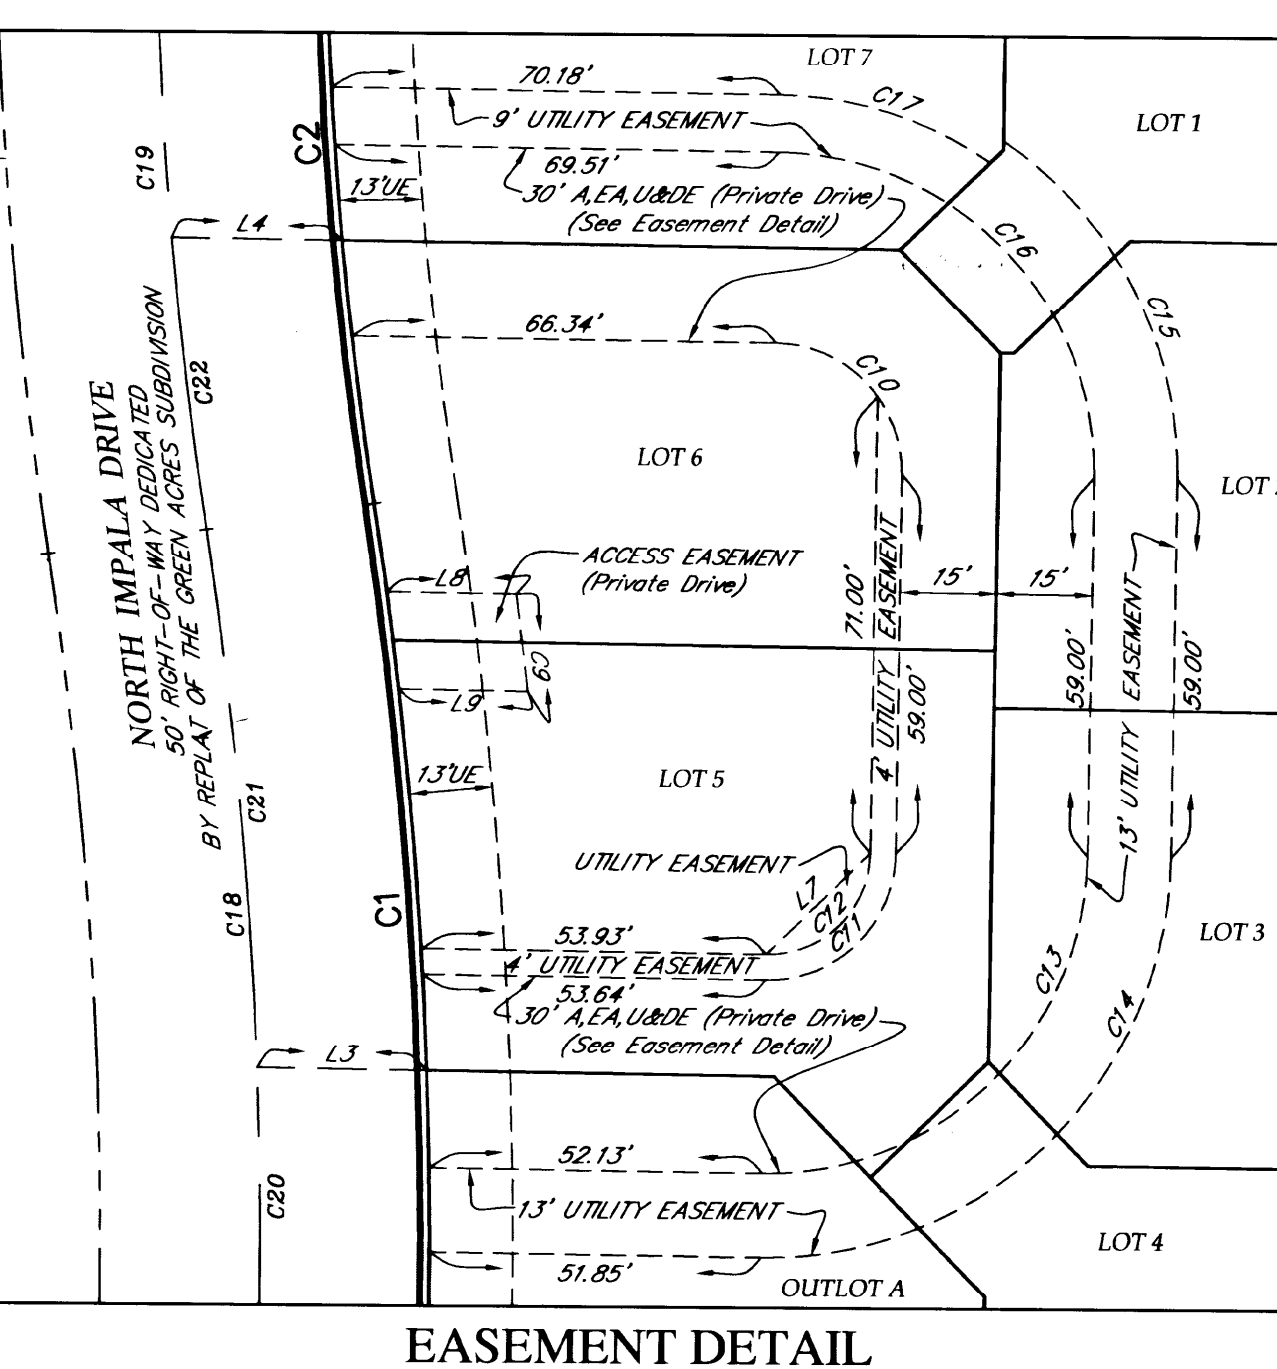 LOT 7
70.18'
C17
LOT 1
9' UTILITY EASEMENT
C2
C19
69.51'
13'UE
30' A,EA,U&DE (Private Drive)
(See Easement Detail)
L4
C16
C15
66.34'
C10
C22
NORTH IMPALA DRIVE
50' RIGHT-OF-WAY DEDICATED
BY REPLAT OF THE GREEN ACRES SUBDIVISION
LOT 6
LOT
ACCESS EASEMENT
(Private Drive)
L8
71.00'
4' UTILITY EASEMENT
59.00'
15'
15'
59.00'
13' UTILITY EASEMENT
59.00'
C9
L9
13'UE
LOT 5
C21
C18
C1
UTILITY EASEMENT
L7
C12
C11
53.93'
4' UTILITY EASEMENT
53.64'
30' A,EA,U&DE (Private Drive)
(See Easement Detail)
LOT 3
C13
C14
L3
52.13'
C20
13' UTILITY EASEMENT
LOT 4
51.85'
OUTLOT A
EASEMENT DETAIL